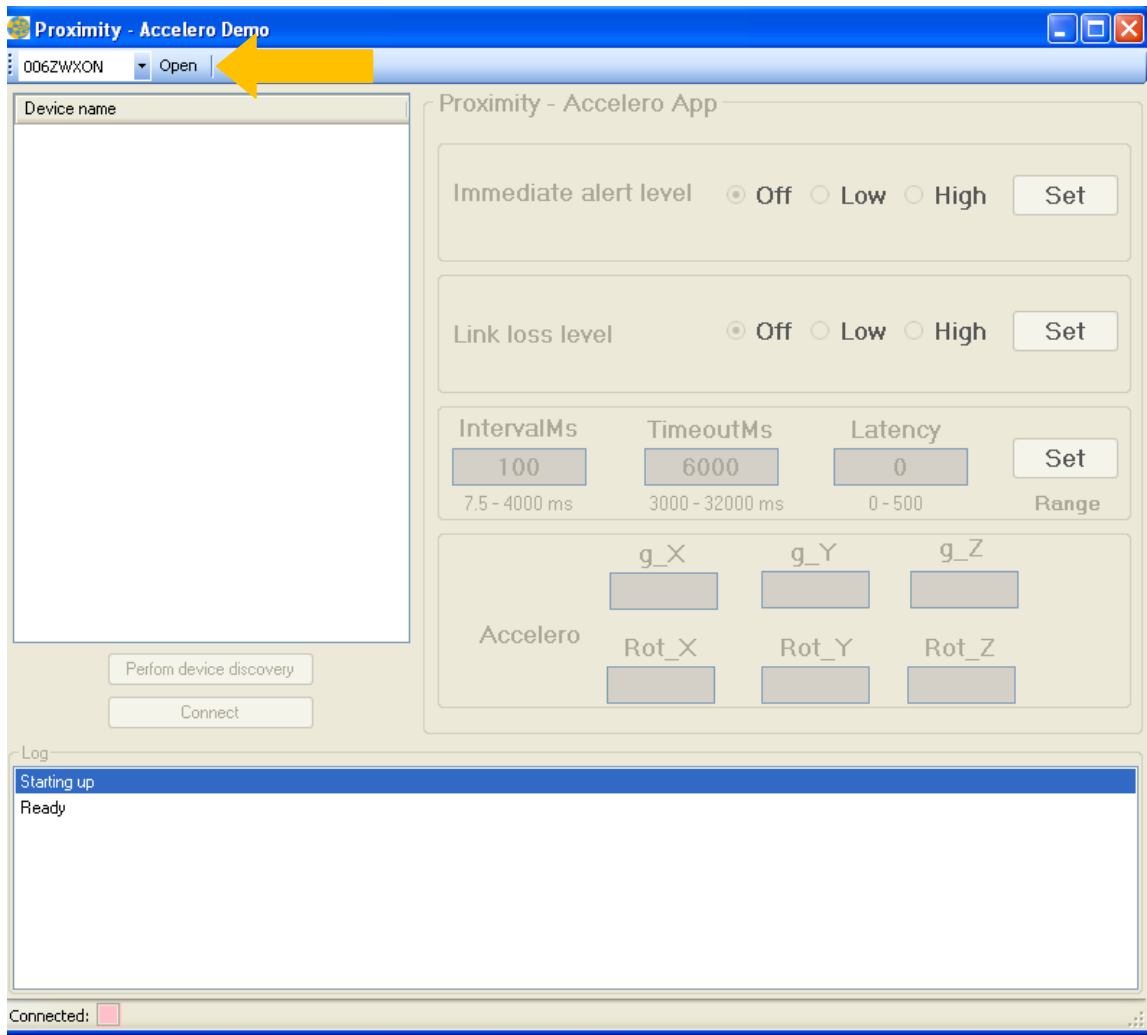 Proximity - Accelero Demo
006ZWXON Open
Device name
Proximity - Accelero App
Immediate alert level Off Low High Set
Link loss level Off Low High Set
IntervalMs TimeoutMs Latency
100 6000 0 Set
7.5 - 4000 ms 3000 - 32000 ms 0 - 500 Range
g_X g_Y g_Z
Accelero
Rot_X Rot_Y Rot_Z
Perfom device discovery
Connect
Log
Starting up
Ready
Connected: